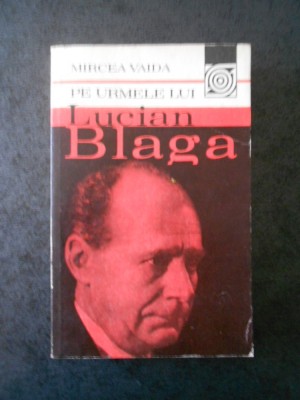 MIRCEA VAIDA
PE URMELE LUI
Lucian
Blaga